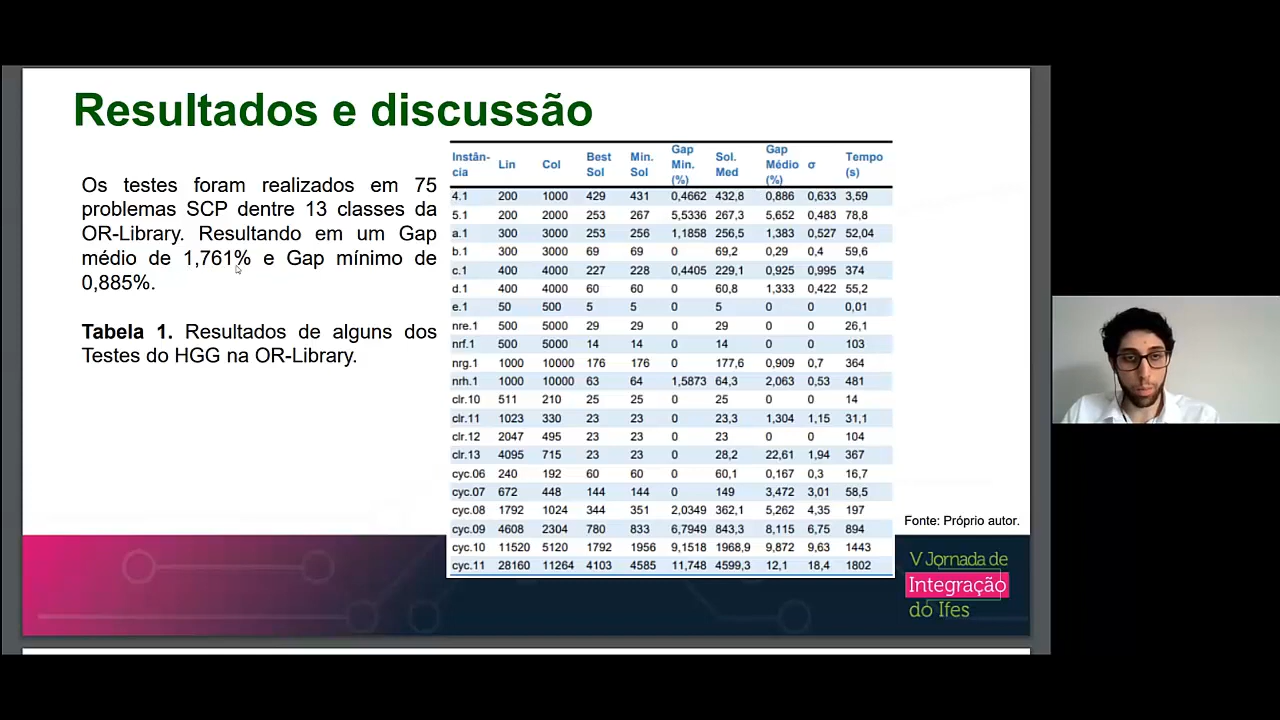 Resultados e discussão
Os testes foram realizados em 75
problemas SCP dentre 13 classes da
OR-Library. Resultando em um Gap
médio de 1,761% e Gap mínimo de
0,885%.
Tabela 1. Resultados de alguns dos
Testes do HGG na OR-Library.
Instân-cia Lin Col Best Sol Min. Sol Gap Min. (%) Sol. Med Gap Médio (%) σ Tempo (s)
4.1 200 1000 429 431 0,4662 432,8 0,886 0,633 3,59
5.1 200 2000 253 267 5,5336 267,3 5,652 0,483 78,8
a.1 300 3000 253 256 1,1858 256,5 1,383 0,527 52,04
b.1 300 3000 69 69 0 69,2 0,29 0,4 59,6
c.1 400 4000 227 228 0,4405 229,1 0,925 0,995 374
d.1 400 4000 60 60 0 60,8 1,333 0,422 55,2
e.1 50 500 5 5 0 5 0 0 0,01
nre.1 500 5000 29 29 0 29 0 0 26,1
nrf.1 500 5000 14 14 0 14 0 0 103
nrg.1 1000 10000 176 176 0 177,6 0,909 0,7 364
nrh.1 1000 10000 63 64 1,5873 64,3 2,063 0,53 481
clr.10 511 210 25 25 0 25 0 0 14
clr.11 1023 330 23 23 0 23,3 1,304 1,15 31,1
clr.12 2047 495 23 23 0 23 0 0 104
clr.13 4095 715 23 23 0 28,2 22,61 1,94 367
cyc.06 240 192 60 60 0 60,1 0,167 0,3 16,7
cyc.07 672 448 144 144 0 149 3,472 3,01 58,5
cyc.08 1792 1024 344 351 2,0349 362,1 5,262 4,35 197
cyc.09 4608 2304 780 833 6,7949 843,3 8,115 6,75 894
cyc.10 11520 5120 1792 1956 9,1518 1968,9 9,872 9,63 1443
cyc.11 28160 11264 4103 4585 11,748 4599,3 12,1 18,4 1802
Fonte: Próprio autor.
V Jornada de
Integração
do Ifes